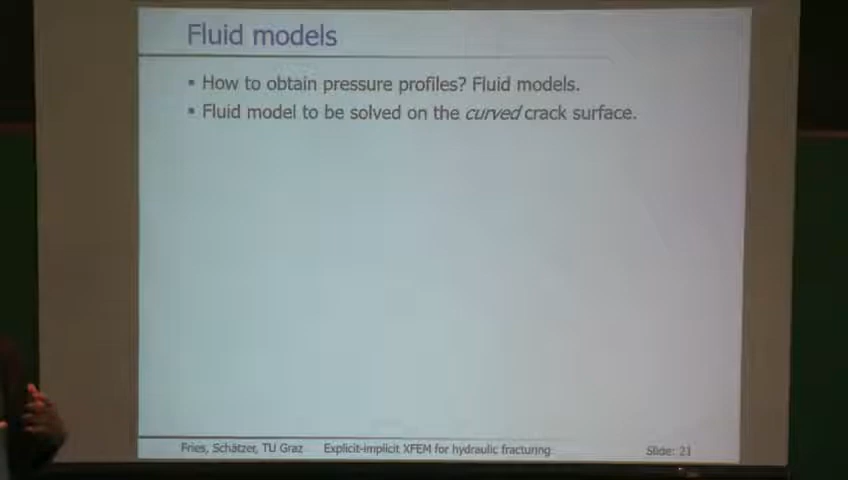 Fluid models
▪ How to obtain pressure profiles? Fluid models.
▪ Fluid model to be solved on the curved crack surface.
Fries, Schätzer, TU Graz Explicit-implicit XFEM for hydraulic fracturing Slide: 21